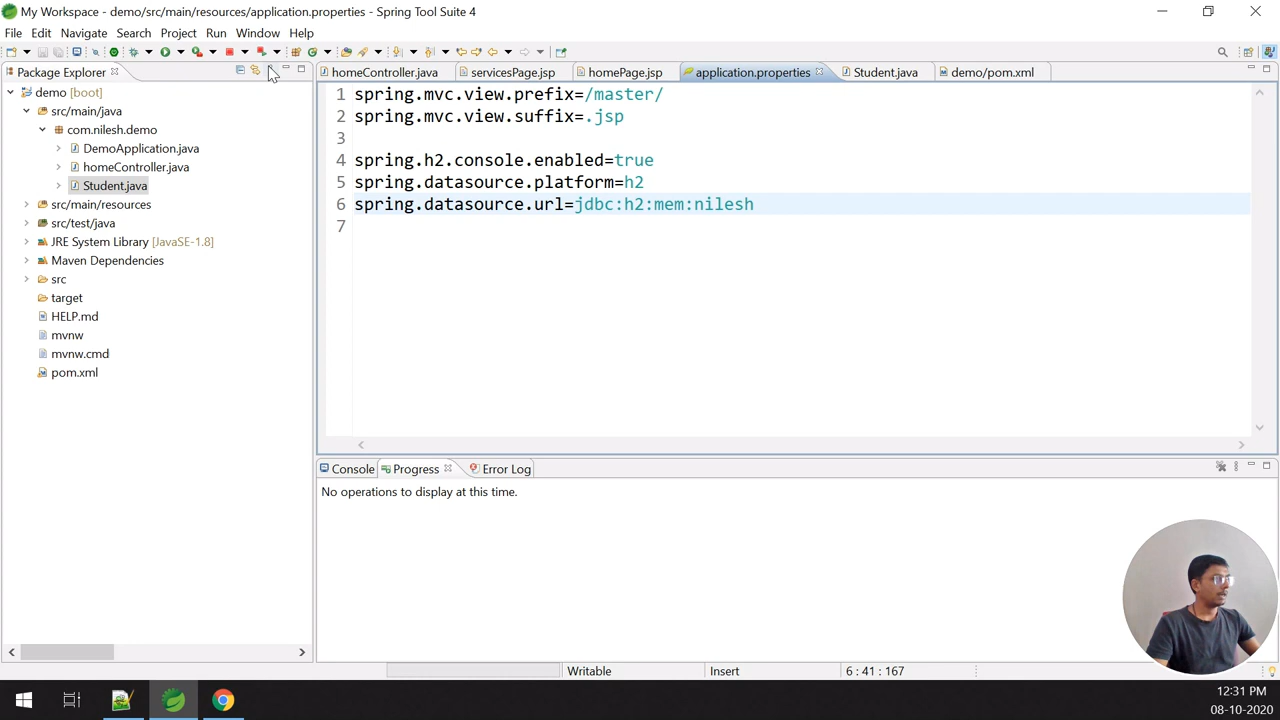 My Workspace - demo/src/main/resources/application.properties - Spring Tool Suite 4
File Edit Navigate Search Project Run Window Help
Package Explorer
homeController.java servicesPage.jsp homePage.jsp application.properties Student.java demo/pom.xml
demo [boot]
src/main/java
com.nilesh.demo
DemoApplication.java
homeController.java
Student.java
src/main/resources
src/test/java
JRE System Library [JavaSE-1.8]
Maven Dependencies
src
target
HELP.md
mvnw
mvnw.cmd
pom.xml
1 spring.mvc.view.prefix=/master/
2 spring.mvc.view.suffix=.jsp
3
4 spring.h2.console.enabled=true
5 spring.datasource.platform=h2
6 spring.datasource.url=jdbc:h2:mem:nilesh
7
Console Progress Error Log
No operations to display at this time.
Writable Insert 6 : 41 : 167
12:31 PM
08-10-2020